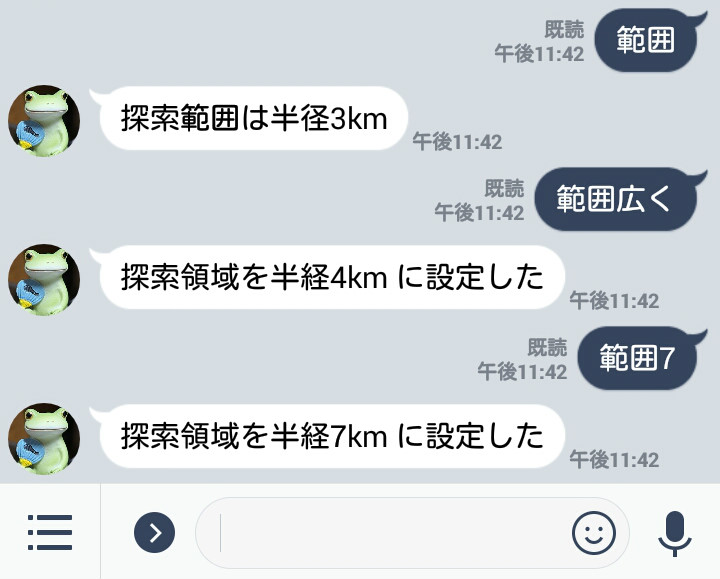 既読
午後11:42
範囲
探索範囲は半径3km
午後11:42
既読
午後11:42
範囲広く
探索領域を半経4km に設定した
午後11:42
既読
午後11:42
範囲7
探索領域を半経7km に設定した
午後11:42